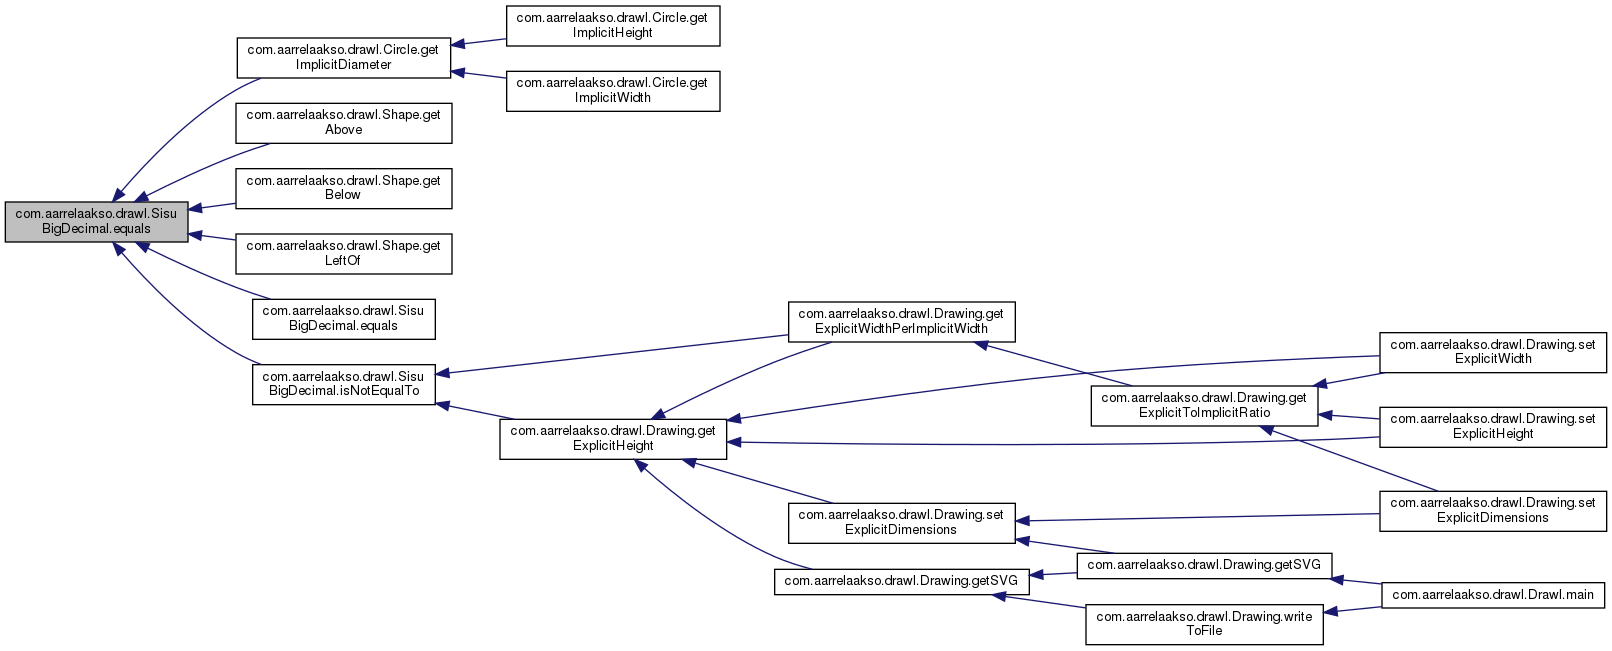 com.aarrelaakso.drawl.Sisu
BigDecimal.equals
com.aarrelaakso.drawl.Circle.get
ImplicitDiameter
com.aarrelaakso.drawl.Shape.get
Above
com.aarrelaakso.drawl.Shape.get
Below
com.aarrelaakso.drawl.Shape.get
LeftOf
com.aarrelaakso.drawl.Sisu
BigDecimal.equals
com.aarrelaakso.drawl.Sisu
BigDecimal.isNotEqualTo
com.aarrelaakso.drawl.Circle.get
ImplicitHeight
com.aarrelaakso.drawl.Circle.get
ImplicitWidth
com.aarrelaakso.drawl.Drawing.get
ExplicitHeight
com.aarrelaakso.drawl.Drawing.get
ExplicitWidthPerImplicitWidth
com.aarrelaakso.drawl.Drawing.set
ExplicitDimensions
com.aarrelaakso.drawl.Drawing.getSVG
com.aarrelaakso.drawl.Drawing.get
ExplicitToImplicitRatio
com.aarrelaakso.drawl.Drawing.getSVG
com.aarrelaakso.drawl.Drawing.write
ToFile
com.aarrelaakso.drawl.Drawing.set
ExplicitWidth
com.aarrelaakso.drawl.Drawing.set
ExplicitHeight
com.aarrelaakso.drawl.Drawing.set
ExplicitDimensions
com.aarrelaakso.drawl.Drawl.main